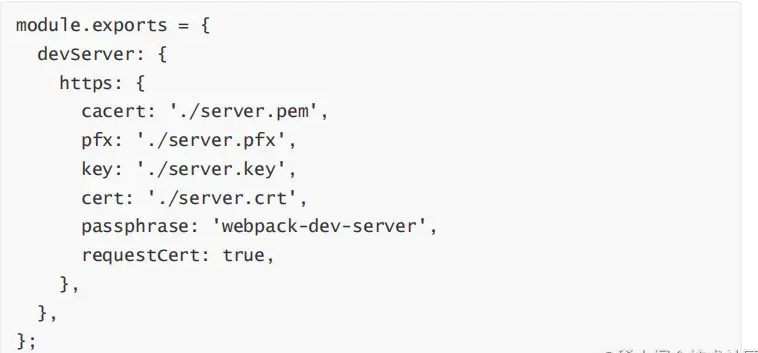 module.exports = {
  devServer: {
    https: {
      cacert: './server.pem',
      pfx: './server.pfx',
      key: './server.key',
      cert: './server.crt',
      passphrase: 'webpack-dev-server',
      requestCert: true,
    },
  },
};